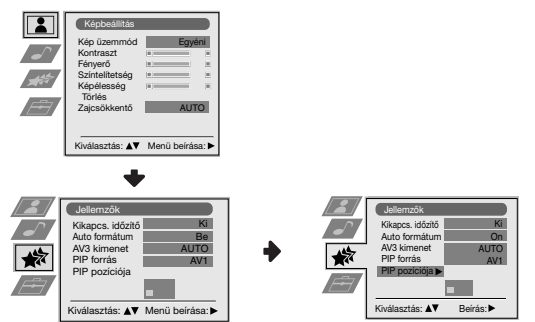 Képbeállítás
Kép üzemmód Egyéni
Kontraszt
Fényerő
Színtelítetség
Képélesség
Törlés
Zajcsökkentő AUTO
Kiválasztás: ▲▼ Menü beírása: ▶
Jellemzők
Kikapcs. időzítő Ki
Auto formátum Be
AV3 kimenet AUTO
PIP forrás AV1
PIP pozíciója
Kiválasztás: ▲▼ Menü beírása: ▶
Jellemzők
Kikapcs. időzítő Ki
Auto formátum On
AV3 kimenet AUTO
PIP forrás AV1
PIP pozíciója ▶
Kiválasztás: ▲▼ Beírás: ▶